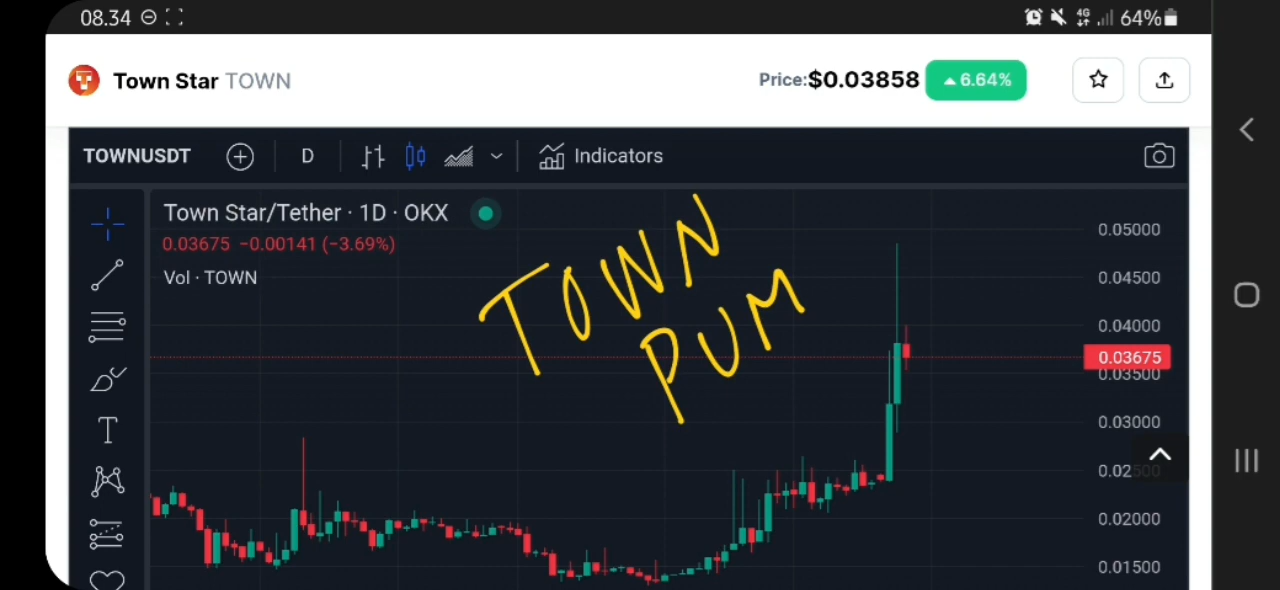 08.34
4G 64%
Town Star TOWN
Price:$0.03858 6.64%
TOWNUSDT D Indicators
Town Star/Tether · 1D · OKX
0.03675 −0.00141 (−3.69%)
Vol · TOWN
TOWN
PUM
0.05000
0.04500
0.04000
0.03675
0.03500
0.03000
0.02500
0.02000
0.01500
T